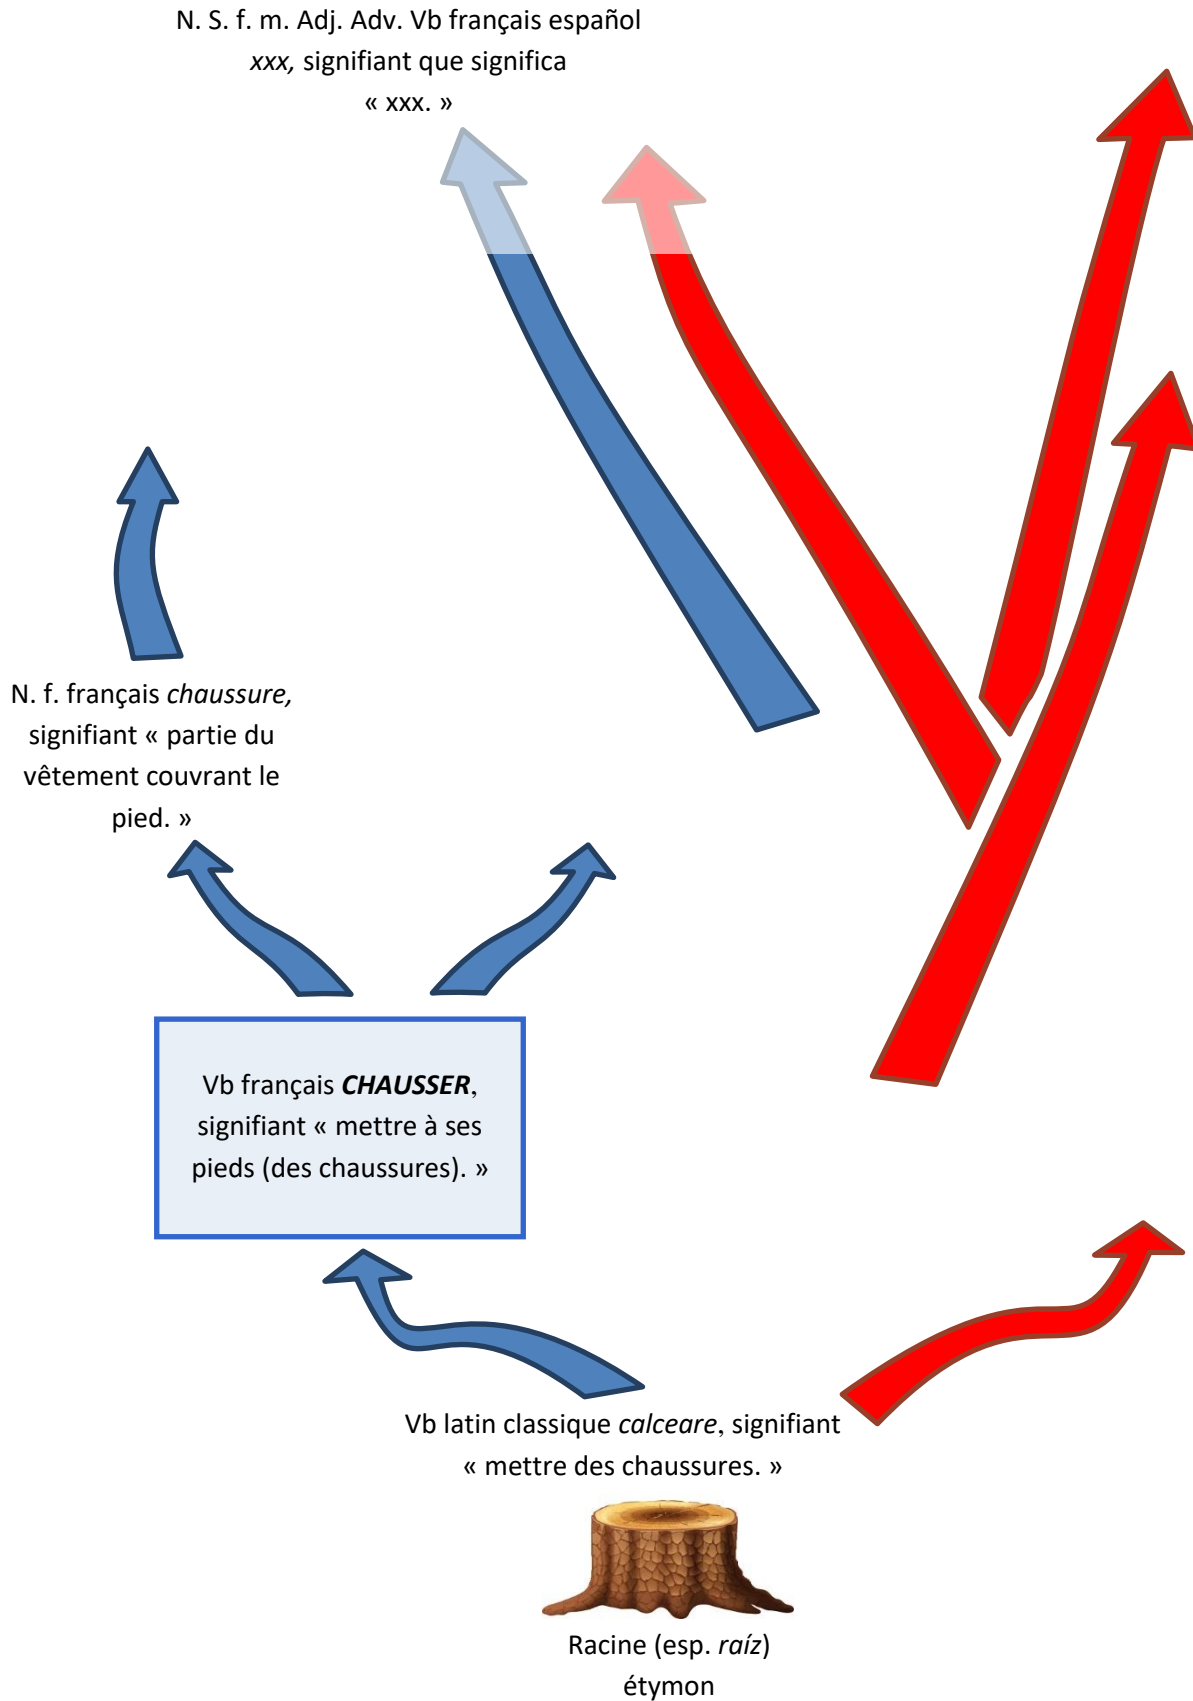 N. S. f. m. Adj. Adv. Vb français español
xxx, signifiant que significa
« xxx. »
N. f. français chaussure,
signifiant « partie du
vêtement couvrant le
pied. »
Vb français CHAUSSER,
signifiant « mettre à ses
pieds (des chaussures). »
Vb latin classique calceare, signifiant
« mettre des chaussures. »
Racine (esp. raíz)
étymon